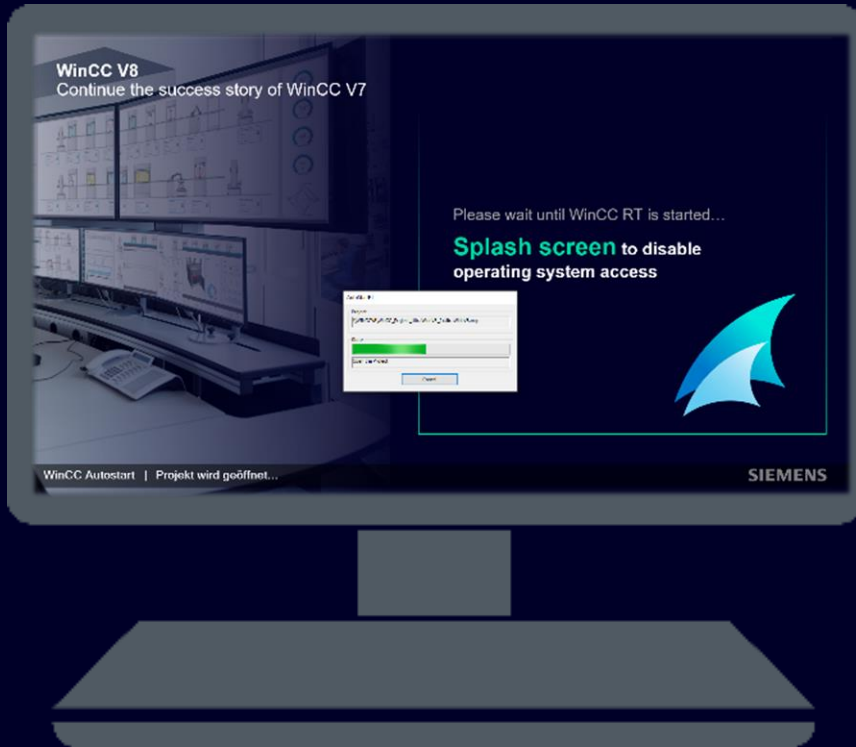 WinCC V8
Continue the success story of WinCC V7
Please wait until WinCC RT is started...
Splash screen to disable
operating system access
WinCC Autostart | Projekt wird geöffnet...
SIEMENS